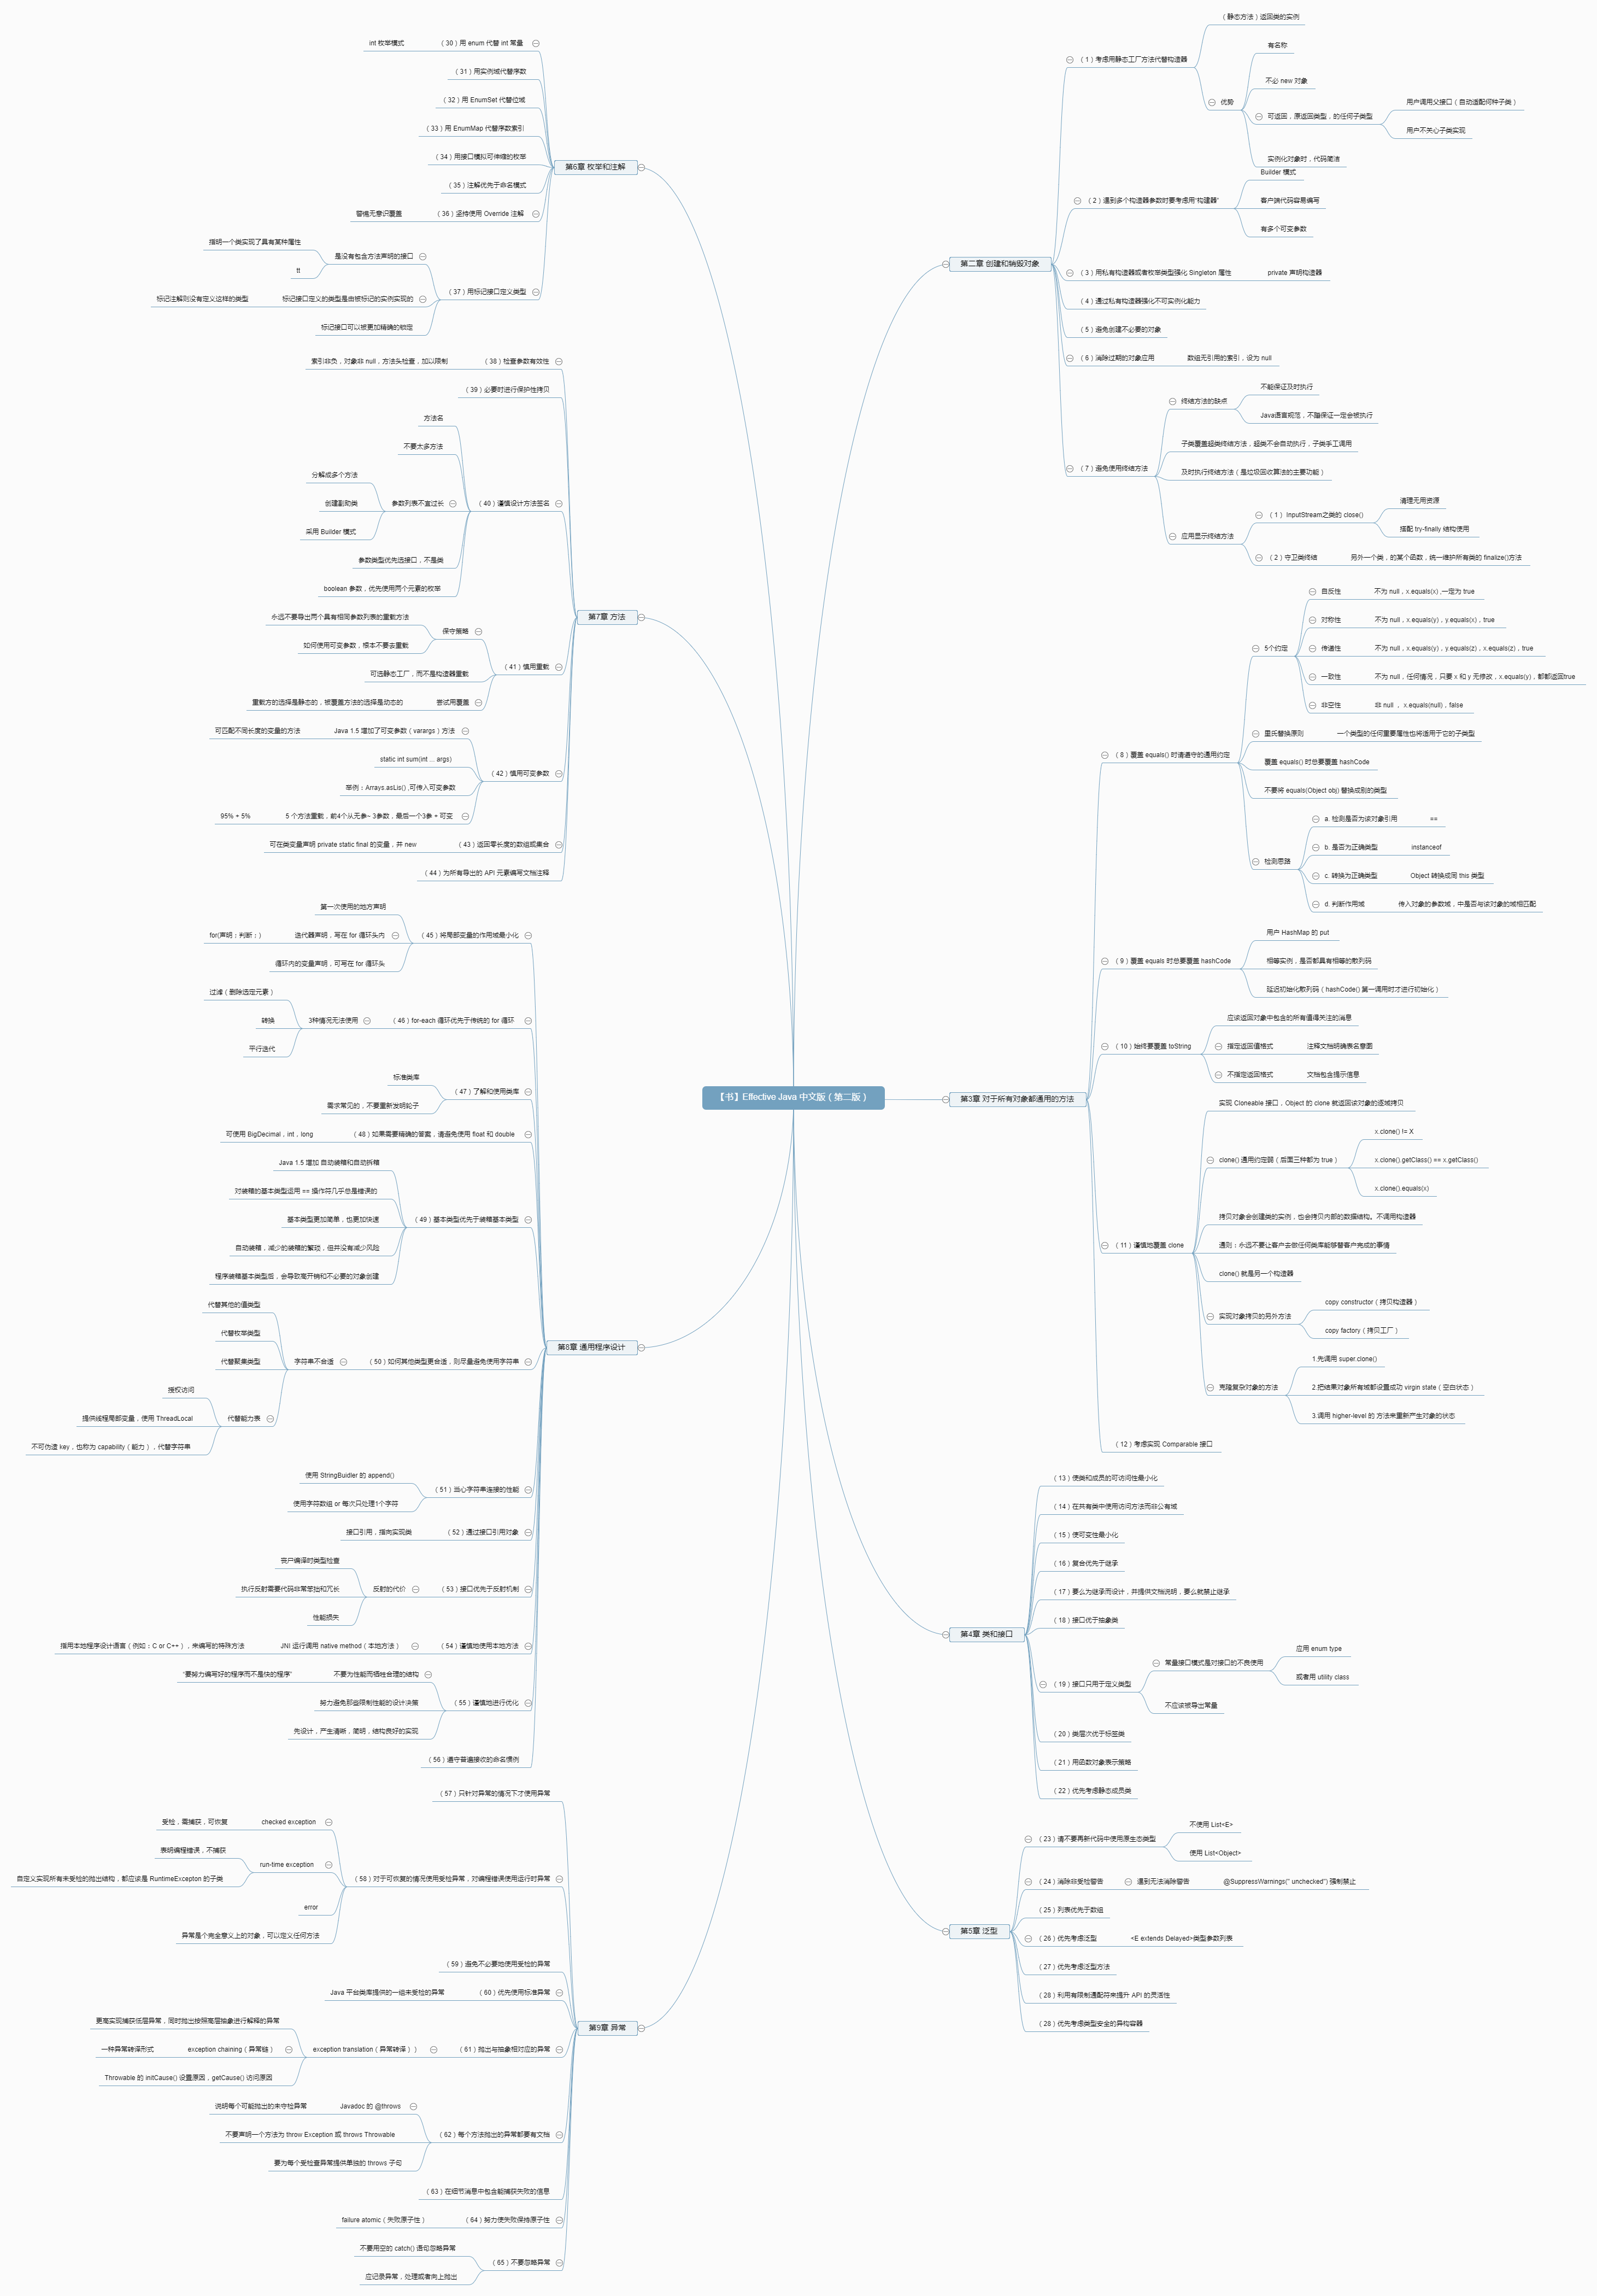 【书】Effective Java 中文版（第二版）
第二章 创建和销毁对象
（1）考虑用静态工厂方法代替构造器
（静态方法）返回类的实例
优势
有名称
不必 new 对象
可返回，原返回类型，的任何子类型
用户调用父接口（自动适配何种子类）
用户不关心子类实现
实例化对象时，代码简洁
（2）遇到多个构造器参数时要考虑用“构建器”
Builder 模式
客户端代码容易编写
有多个可变参数
（3）用私有构造器或者枚举类型强化 Singleton 属性
private 声明构造器
（4）通过私有构造器强化不可实例化能力
（5）避免创建不必要的对象
（6）消除过期的对象应用
数组无引用的索引，设为 null
（7）避免使用终结方法
终结方法的缺点
不能保证及时执行
Java语言规范，不能保证一定会被执行
子类覆盖超类终结方法，超类不会自动执行，子类手工调用
及时执行终结方法（是垃圾回收算法的主要功能）
应用显示终结方法
（1） InputStream之类的 close()
清理无用资源
搭配 try-finally 结构使用
（2）守卫类终结
另外一个类，的某个函数，统一维护所有类的 finalize()方法
第3章 对于所有对象都通用的方法
（8）覆盖 equals() 时请遵守的通用约定
5个约定
自反性
不为 null，x.equals(x) ,一定为 true
对称性
不为 null，x.equals(y)，y.equals(x)，true
传递性
不为 null，x.equals(y)，y.equals(z)，x.equals(z)，true
一致性
不为 null，任何情况，只要 x 和 y 无修改，x.equals(y)，都都返回true
非空性
非 null ， x.equals(null)，false
里氏替换原则
一个类型的任何重要属性也将适用于它的子类型
覆盖 equals() 时总要覆盖 hashCode
不要将 equals(Object obj) 替换成别的类型
检测思路
a. 检测是否为该对象引用
==
b. 是否为正确类型
instanceof
c. 转换为正确类型
Object 转换成同 this 类型
d. 判断作用域
传入对象的参数域，中是否与该对象的域相匹配
（9）覆盖 equals 时总要覆盖 hashCode
用户 HashMap 的 put
相等实例，是否都具有相等的散列码
延迟初始化散列码（hashCode() 第一调用时才进行初始化）
（10）始终要覆盖 toString
应该返回对象中包含的所有值得关注的消息
指定返回值格式
注释文档明确表名意图
不指定返回格式
文档包含提示信息
（11）谨慎地覆盖 clone
实现 Cloneable 接口，Object 的 clone 就返回该对象的逐域拷贝
clone() 通用约定弱（后面三种都为 true）
x.clone() != X
x.clone().getClass() == x.getClass()
x.clone().equals(x)
拷贝对象会创建类的实例，也会拷贝内部的数据结构。不调用构造器
通则：永远不要让客户去做任何类库能够替客户完成的事情
clone() 就是另一个构造器
实现对象拷贝的另外方法
copy constructor（拷贝构造器）
copy factory（拷贝工厂）
克隆复杂对象的方法
1.先调用 super.clone()
2.把结果对象所有域都设置成功 virgin state（空白状态）
3.调用 higher-level 的 方法来重新产生对象的状态
（12）考虑实现 Comparable 接口
第4章 类和接口
（13）使类和成员的可访问性最小化
（14）在共有类中使用访问方法而非公有域
（15）使可变性最小化
（16）复合优先于继承
（17）要么为继承而设计，并提供文档说明，要么就禁止继承
（18）接口优于抽象类
（19）接口只用于定义类型
常量接口模式是对接口的不良使用
应用 enum type
或者用 utility class
不应该被导出常量
（20）类层次优于标签类
（21）用函数对象表示策略
（22）优先考虑静态成员类
第5章 泛型
（23）请不要再新代码中使用原生态类型
不使用 List<E>
使用 List<Object>
（24）消除非受检警告
遇到无法消除警告
@SuppressWarnings(" unchecked") 强制禁止
（25）列表优先于数组
（26）优先考虑泛型
<E extends Delayed>类型参数列表
（27）优先考虑泛型方法
（28）利用有限制通配符来提升 API 的灵活性
（28）优先考虑类型安全的异构容器
第6章 枚举和注解
（30）用 enum 代替 int 常量
int 枚举模式
（31）用实例域代替序数
（32）用 EnumSet 代替位域
（33）用 EnumMap 代替序数索引
（34）用接口模拟可伸缩的枚举
（35）注解优先于命名模式
（36）坚持使用 Override 注解
警惕无意识覆盖
（37）用标记接口定义类型
是没有包含方法声明的接口
指明一个类实现了具有某种属性
tt
标记接口定义的类型是由被标记的实例实现的
标记注解则没有定义这样的类型
标记接口可以被更加精确的锁定
第7章 方法
（38）检查参数有效性
索引非负，对象非 null，方法头检查，加以限制
（39）必要时进行保护性拷贝
（40）谨慎设计方法签名
方法名
不要太多方法
参数列表不宜过长
分解成多个方法
创建副助类
采用 Builder 模式
参数类型优先选接口，不是类
boolean 参数，优先使用两个元素的枚举
（41）慎用重载
保守策略
永远不要导出两个具有相同参数列表的重载方法
如何使用可变参数，根本不要去重载
可选静态工厂，而不是构造器重载
尝试用覆盖
重载方的选择是静态的，被覆盖方法的选择是动态的
（42）慎用可变参数
Java 1.5 增加了可变参数（varargs）方法
可匹配不同长度的变量的方法
static int sum(int ... args)
举例：Arrays.asLis() ,可传入可变参数
5 个方法重载，前4个从无参~ 3参数，最后一个3参 + 可变
95% + 5%
（43）返回零长度的数组或集合
可在类变量声明 private static final 的变量，并 new
（44）为所有导出的 API 元素编写文档注释
第8章 通用程序设计
（45）将局部变量的作用域最小化
第一次使用的地方声明
迭代器声明，写在 for 循环头内
for(声明；判断；)
循环内的变量声明，可写在 for 循环头
（46）for-each 循环优先于传统的 for 循环
3种情况无法使用
过滤（删除选定元素）
转换
平行迭代
（47）了解和使用类库
标准类库
需求常见的，不要重新发明轮子
（48）如果需要精确的答案，请避免使用 float 和 double
可使用 BigDecimal，int，long
（49）基本类型优先于装箱基本类型
Java 1.5 增加 自动装箱和自动拆箱
对装箱的基本类型运用 == 操作符几乎总是错误的
基本类型更加简单，也更加快速
自动装箱，减少的装箱的繁琐，但并没有减少风险
程序装箱基本类型后，会导致高开销和不必要的对象创建
（50）如何其他类型更合适，则尽量避免使用字符串
字符串不合适
代替其他的值类型
代替枚举类型
代替聚集类型
代替能力表
授权访问
提供线程局部变量，使用 ThreadLocal
不可伪造 key，也称为 capability（能力），代替字符串
（51）当心字符串连接的性能
使用 StringBuidler 的 append()
使用字符数组 or 每次只处理1个字符
（52）通过接口引用对象
接口引用，指向实现类
（53）接口优先于反射机制
反射的代价
丧户编译时类型检查
执行反射需要代码非常笨拙和冗长
性能损失
（54）谨慎地使用本地方法
JNI 运行调用 native method（本地方法）
指用本地程序设计语言（例如：C or C++），来编写的特殊方法
（55）谨慎地进行优化
不要为性能而牺牲合理的结构
“要努力编写好的程序而不是快的程序”
努力避免那些限制性能的设计决策
先设计，产生清晰，简明，结构良好的实现
（56）遵守普遍接收的命名惯例
第9章 异常
（57）只针对异常的情况下才使用异常
（58）对于可恢复的情况使用受检异常，对编程错误使用运行时异常
checked exception
受检，需捕获，可恢复
run-time exception
表明编程错误，不捕获
自定义实现所有未受检的抛出结构，都应该是 RuntimeExcepton 的子类
error
异常是个完全意义上的对象，可以定义任何方法
（59）避免不必要地使用受检的异常
（60）优先使用标准异常
Java 平台类库提供的一组未受检的异常
（61）抛出与抽象相对应的异常
exception translation（异常转译））
更高实现捕获低层异常，同时抛出按照高层抽象进行解释的异常
exception chaining（异常链）
一种异常转译形式
Throwable 的 initCause() 设置原因，getCause() 访问原因
（62）每个方法抛出的异常都要有文档
Javadoc 的 @throws
说明每个可能抛出的未守检异常
不要声明一个方法为 throw Exception 或 throws Throwable
要为每个受检查异常提供单独的 throws 子句
（63）在细节消息中包含能捕获失败的信息
（64）努力使失败保持原子性
failure atomic（失败原子性）
（65）不要忽略异常
不要用空的 catch() 语句忽略异常
应记录异常，处理或者向上抛出